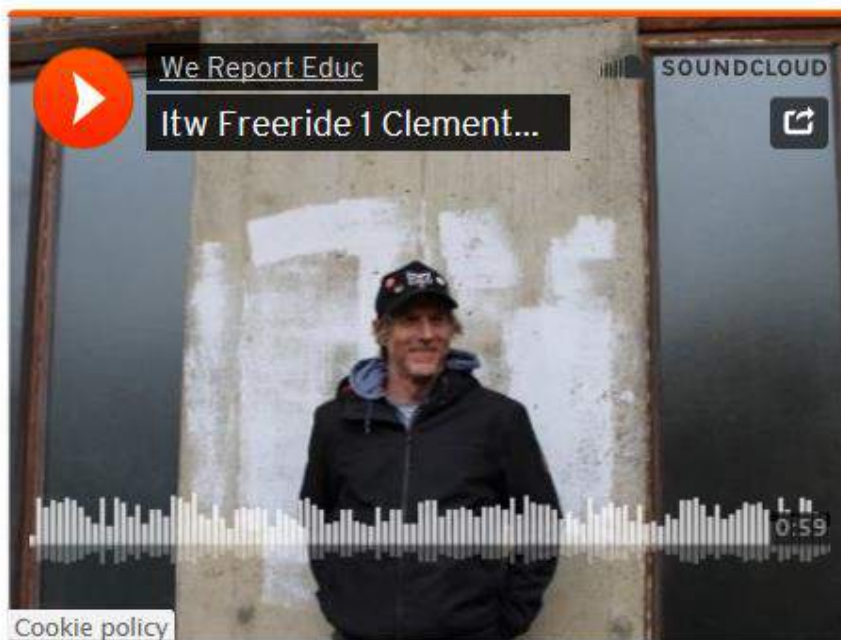 We Report Educ
SOUNDCLOUD
Itw Freeride 1 Clement...
0:59
Cookie policy